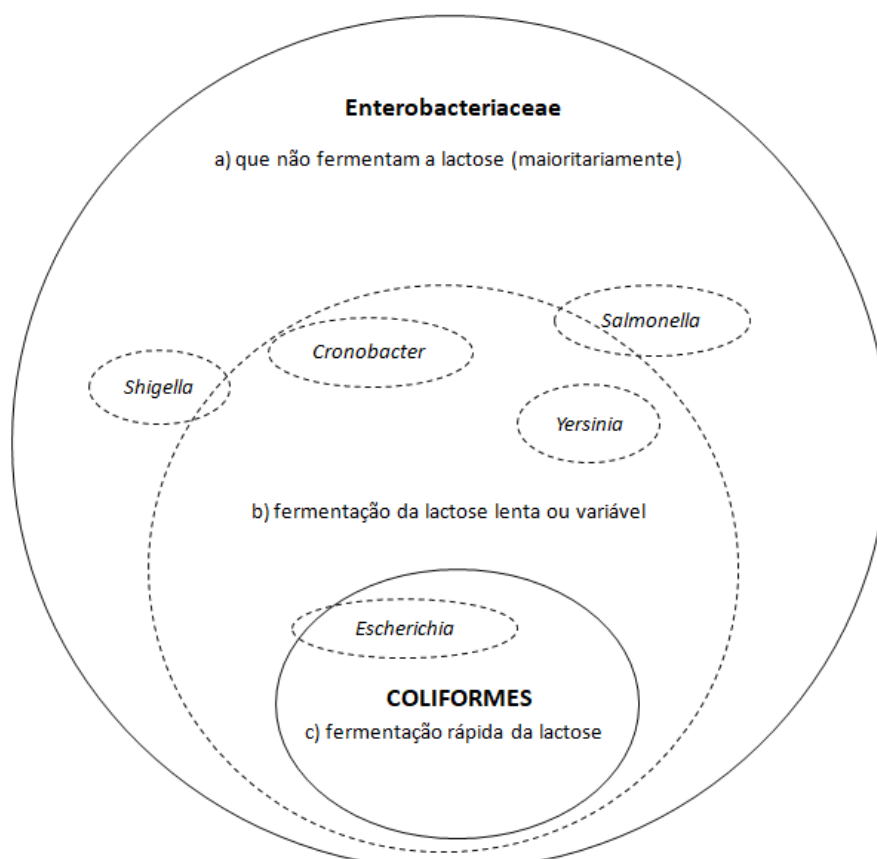 Enterobacteriaceae
a) que não fermentam a lactose (maioritariamente)
Salmonella
Cronobacter
Shigella
Yersinia
b) fermentação da lactose lenta ou variável
Escherichia
COLIFORMES
c) fermentação rápida da lactose